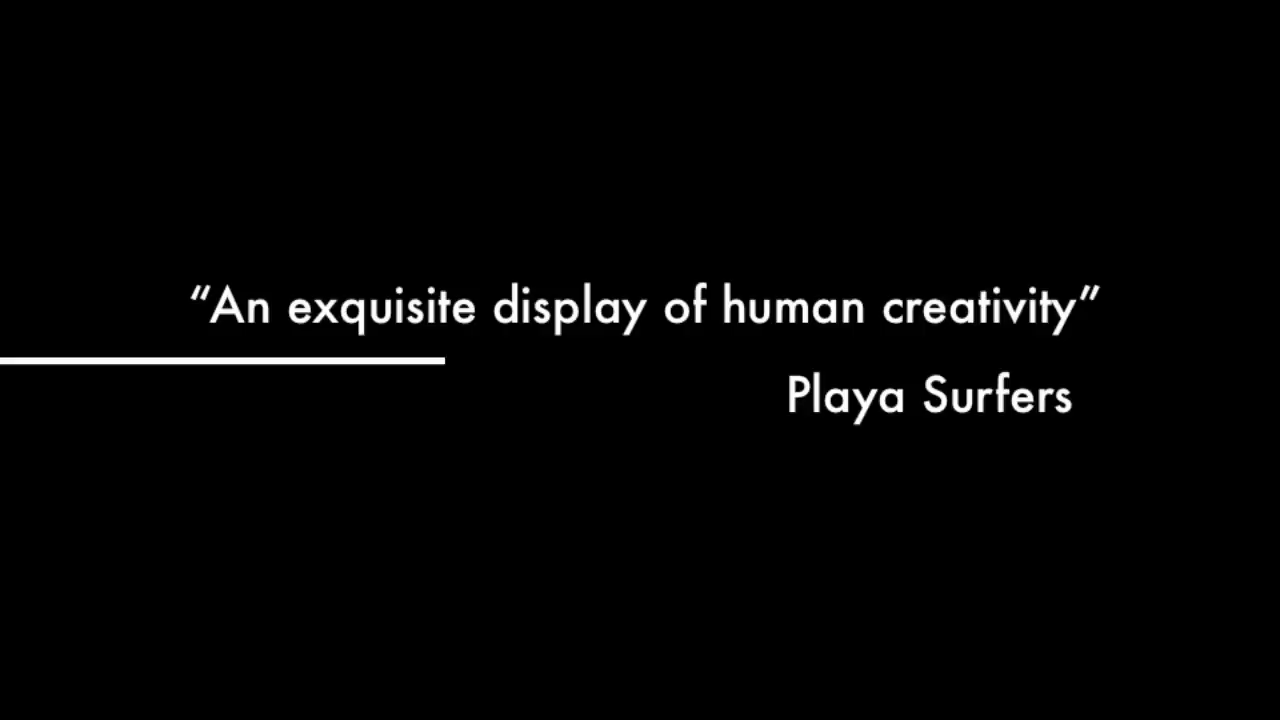 “An exquisite display of human creativity”
Playa Surfers